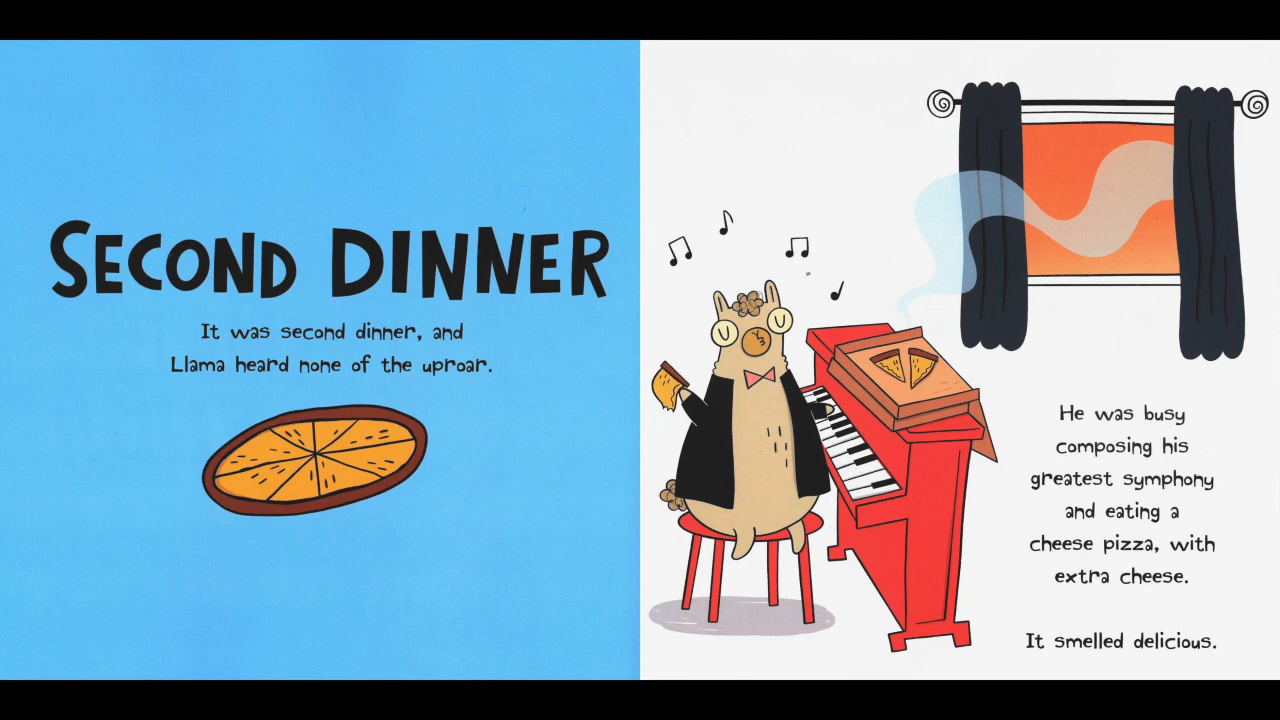 SECOND DINNER
It was second dinner, and
Llama heard none of the uproar.
He was busy
composing his
greatest symphony
and eating a
cheese pizza, with
extra cheese.
It smelled delicious.